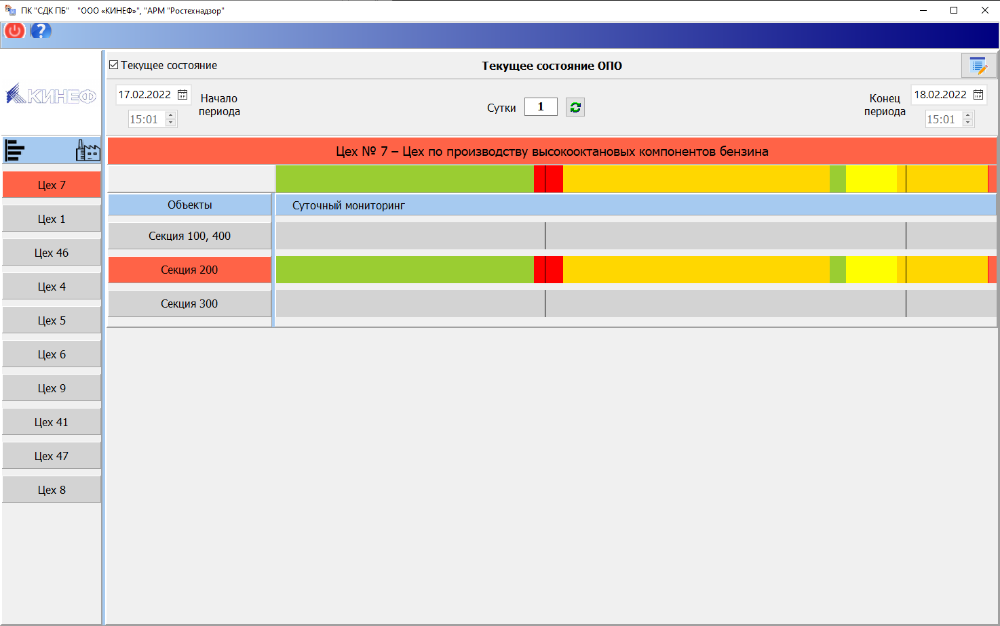 ПК "СДК ПБ" "ООО «КИНЕФ»", "АРМ "Ростехнадзор"
?
Текущее состояние
Текущее состояние ОПО
КИНЕФ
17.02.2022
15:01
Начало
периода
Сутки 1
Конец
периода
18.02.2022
15:01
Цех № 7 – Цех по производству высокооктановых компонентов бензина
Объекты
Суточный мониторинг
Секция 100, 400
Секция 200
Секция 300
Цех 7
Цех 1
Цех 46
Цех 4
Цех 5
Цех 6
Цех 9
Цех 41
Цех 47
Цех 8